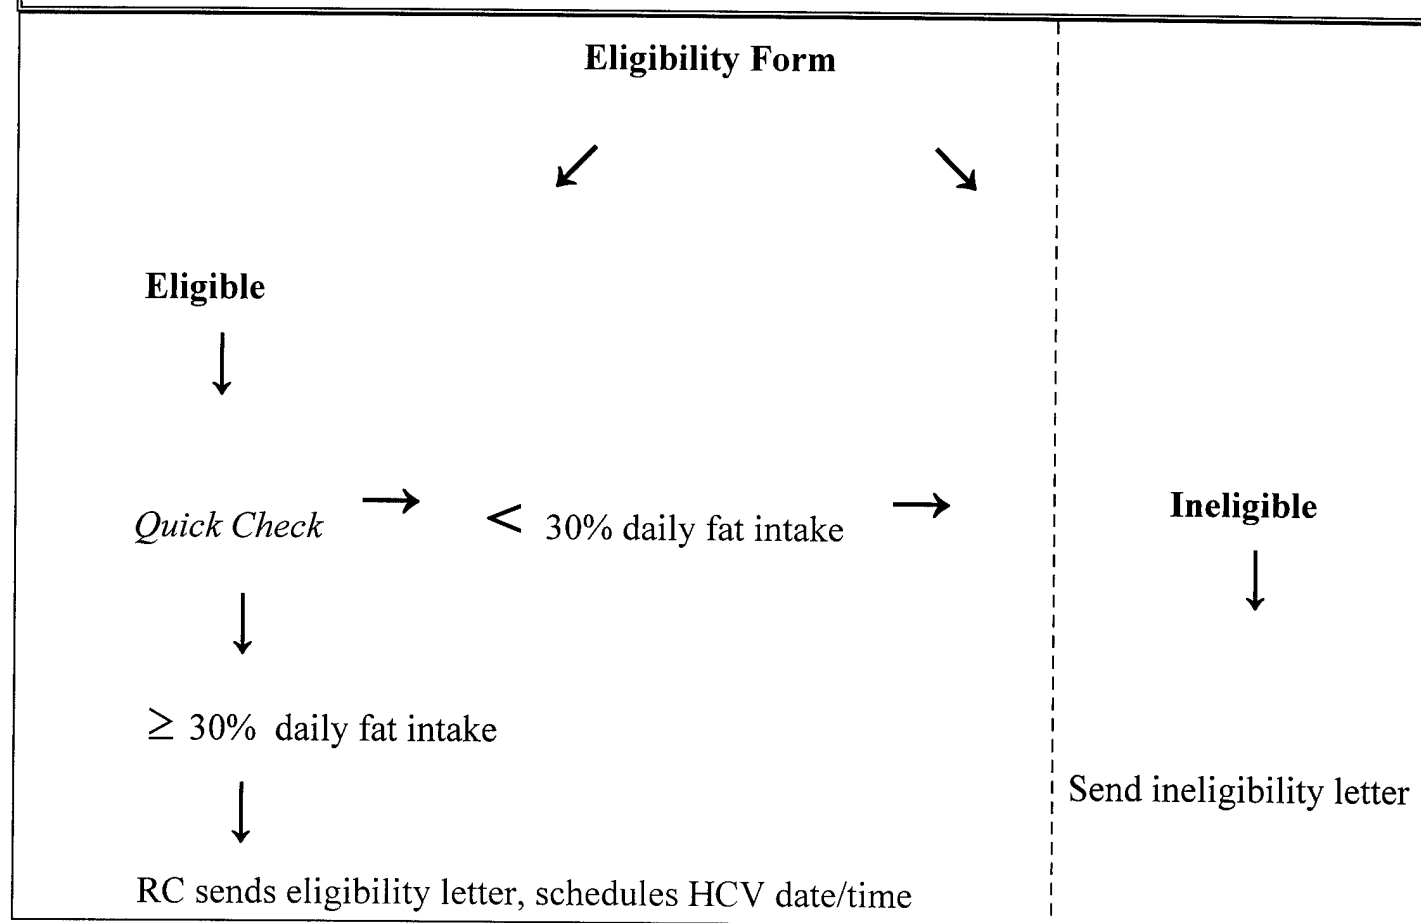 Eligibility Form
Eligible
Quick Check
< 30% daily fat intake
Ineligible
≥ 30% daily fat intake
Send ineligibility letter
RC sends eligibility letter, schedules HCV date/time